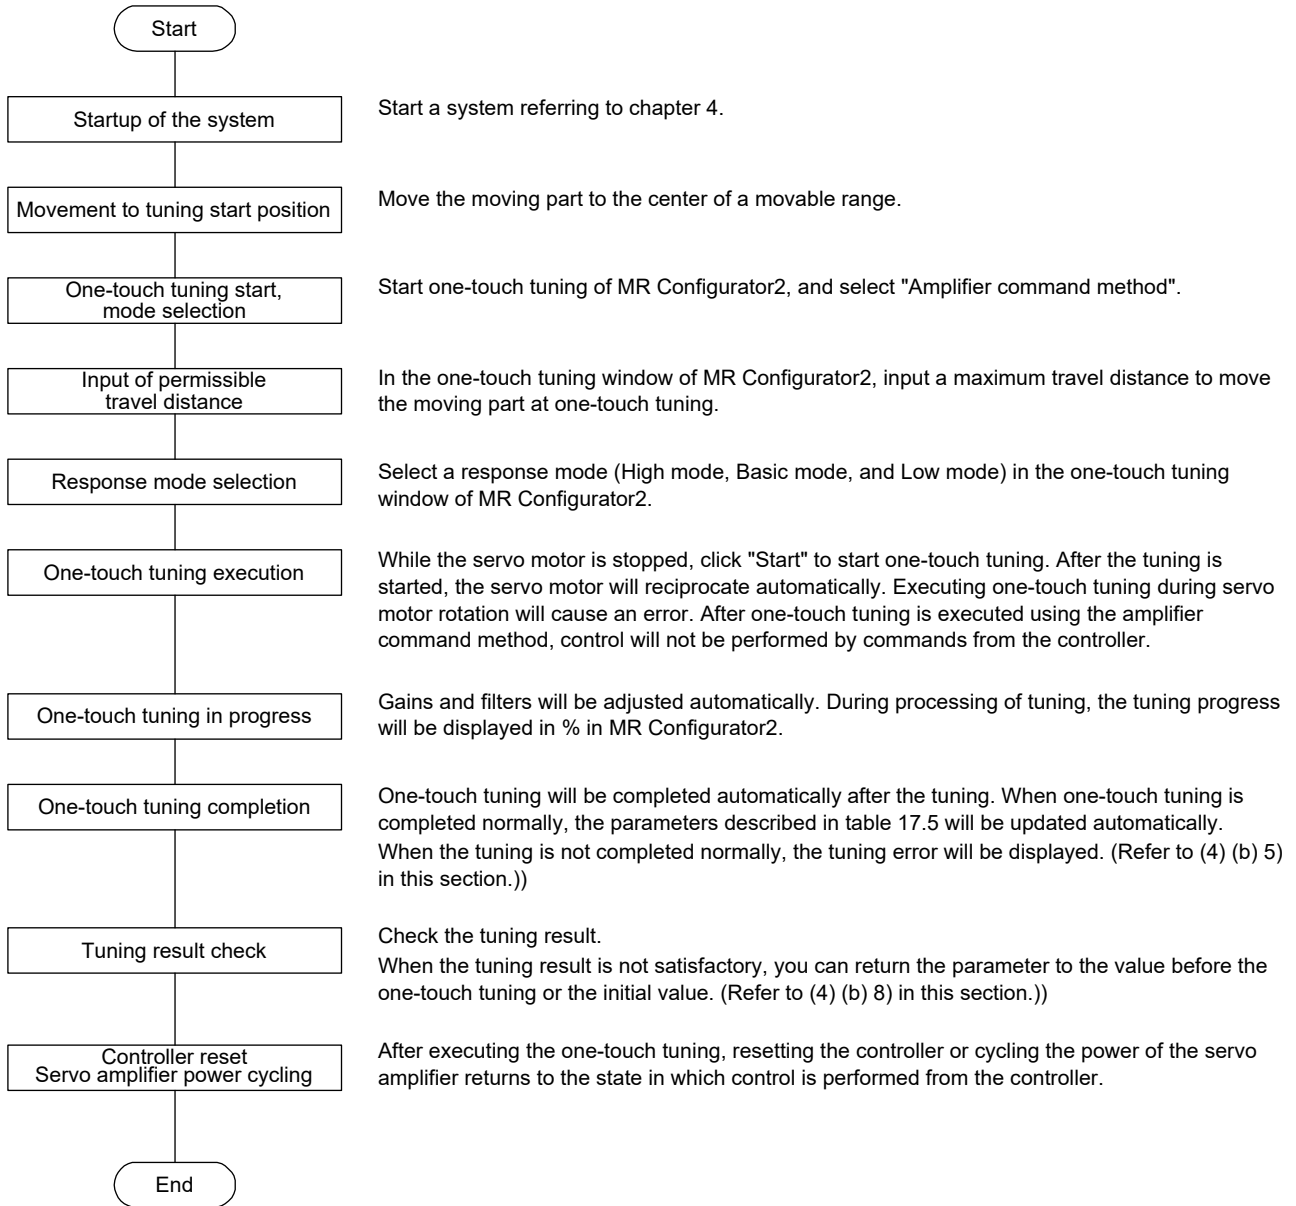 Start
Startup of the system
Start a system referring to chapter 4.
Movement to tuning start position
Move the moving part to the center of a movable range.
One-touch tuning start,
mode selection
Start one-touch tuning of MR Configurator2, and select "Amplifier command method".
Input of permissible
travel distance
In the one-touch tuning window of MR Configurator2, input a maximum travel distance to move
the moving part at one-touch tuning.
Response mode selection
Select a response mode (High mode, Basic mode, and Low mode) in the one-touch tuning
window of MR Configurator2.
One-touch tuning execution
While the servo motor is stopped, click "Start" to start one-touch tuning. After the tuning is
started, the servo motor will reciprocate automatically. Executing one-touch tuning during servo
motor rotation will cause an error. After one-touch tuning is executed using the amplifier
command method, control will not be performed by commands from the controller.
One-touch tuning in progress
Gains and filters will be adjusted automatically. During processing of tuning, the tuning progress
will be displayed in % in MR Configurator2.
One-touch tuning completion
One-touch tuning will be completed automatically after the tuning. When one-touch tuning is
completed normally, the parameters described in table 17.5 will be updated automatically.
When the tuning is not completed normally, the tuning error will be displayed. (Refer to (4) (b) 5)
in this section.))
Tuning result check
Check the tuning result.
When the tuning result is not satisfactory, you can return the parameter to the value before the
one-touch tuning or the initial value. (Refer to (4) (b) 8) in this section.))
Controller reset
Servo amplifier power cycling
After executing the one-touch tuning, resetting the controller or cycling the power of the servo
amplifier returns to the state in which control is performed from the controller.
End